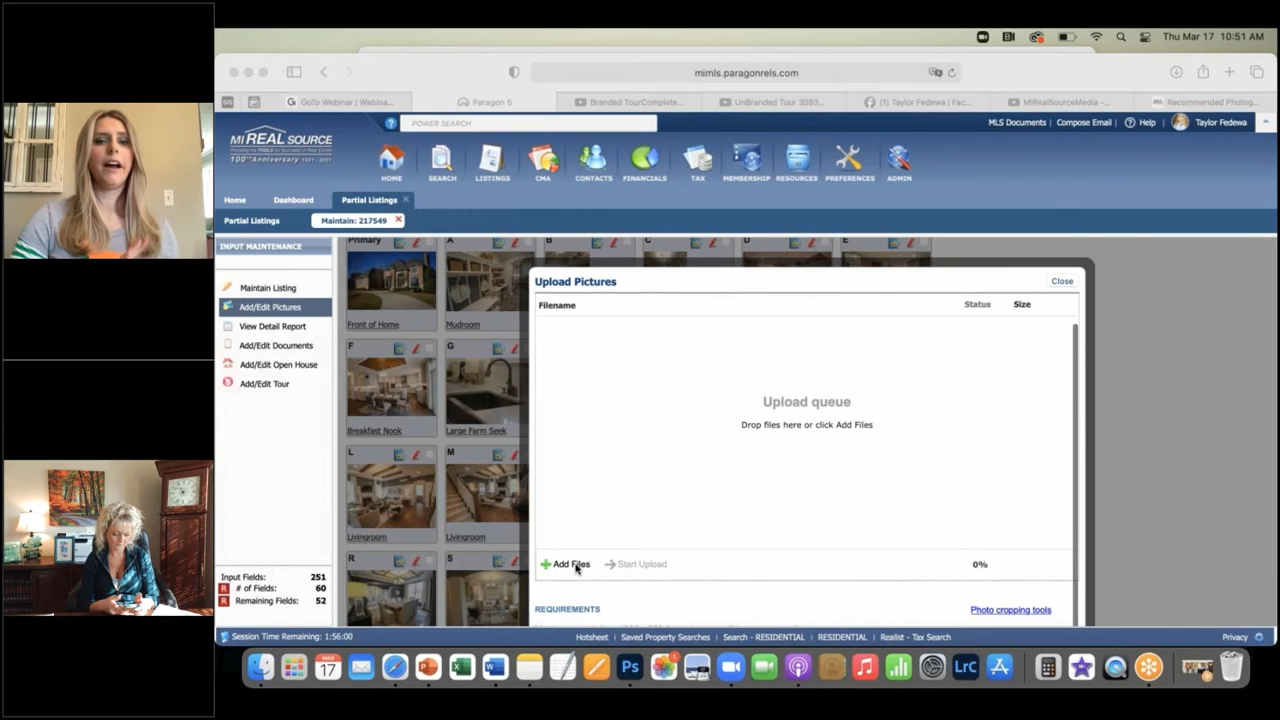 Thu Mar 17 10:51 AM
mimls.paragonrels.com
GoTo Webinar | Webina...
Paragon 5
Branded TourComplete...
UnBranded Tour 3083...
(1) Taylor Fedewa | Fac...
MIRealSourceMedia -...
Recommended Photog...
MI REAL SOURCE
100th Anniversary 1921 - 2021
POWER SEARCH
MLS Documents
Compose Email
Help
Taylor Fedewa
HOME
SEARCH
LISTINGS
CMA
CONTACTS
FINANCIALS
TAX
MEMBERSHIP
RESOURCES
PREFERENCES
ADMIN
Home
Dashboard
Partial Listings
Partial Listings
Maintain: 217549
INPUT MAINTENANCE
Maintain Listing
Add/Edit Pictures
View Detail Report
Add/Edit Documents
Add/Edit Open House
Add/Edit Tour
Input Fields: 251
R # of Fields: 60
R Remaining Fields: 52
Primary
A
B
C
D
E
Front of Home
Mudroom
F
G
Breakfast Nook
Large Farm Seek
L
M
Livingroom
Livingroom
R
S
Upload Pictures
Close
Filename
Status
Size
Upload queue
Drop files here or click Add Files
Add Files
Start Upload
0%
REQUIREMENTS
Photo cropping tools
Session Time Remaining: 1:56:00
Hotsheet
Saved Property Searches
Search - RESIDENTIAL
RESIDENTIAL
Realist - Tax Search
Privacy
MAR
17
1
Ps
LrC